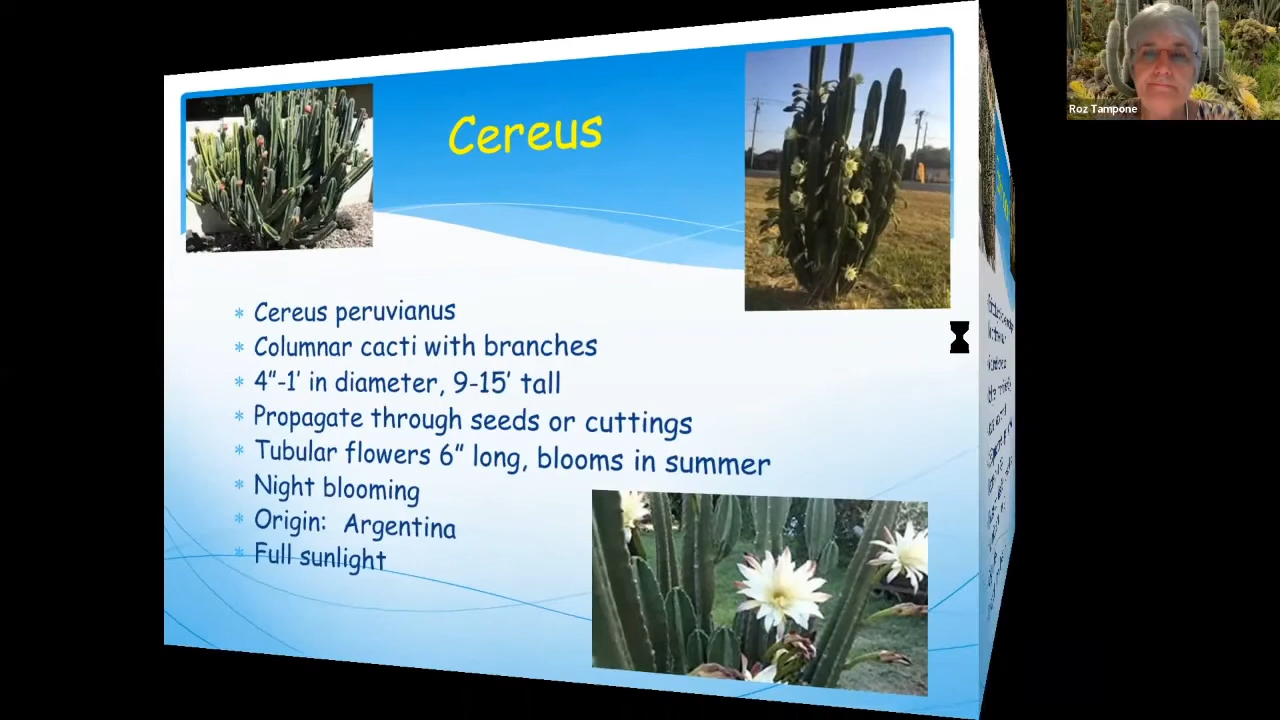 Cereus
Roz Tampone
* Cereus peruvianus
* Columnar cacti with branches
* 4"-1' in diameter, 9-15' tall
* Propagate through seeds or cuttings
* Tubular flowers 6" long, blooms in summer
* Night blooming
* Origin: Argentina
* Full sunlight